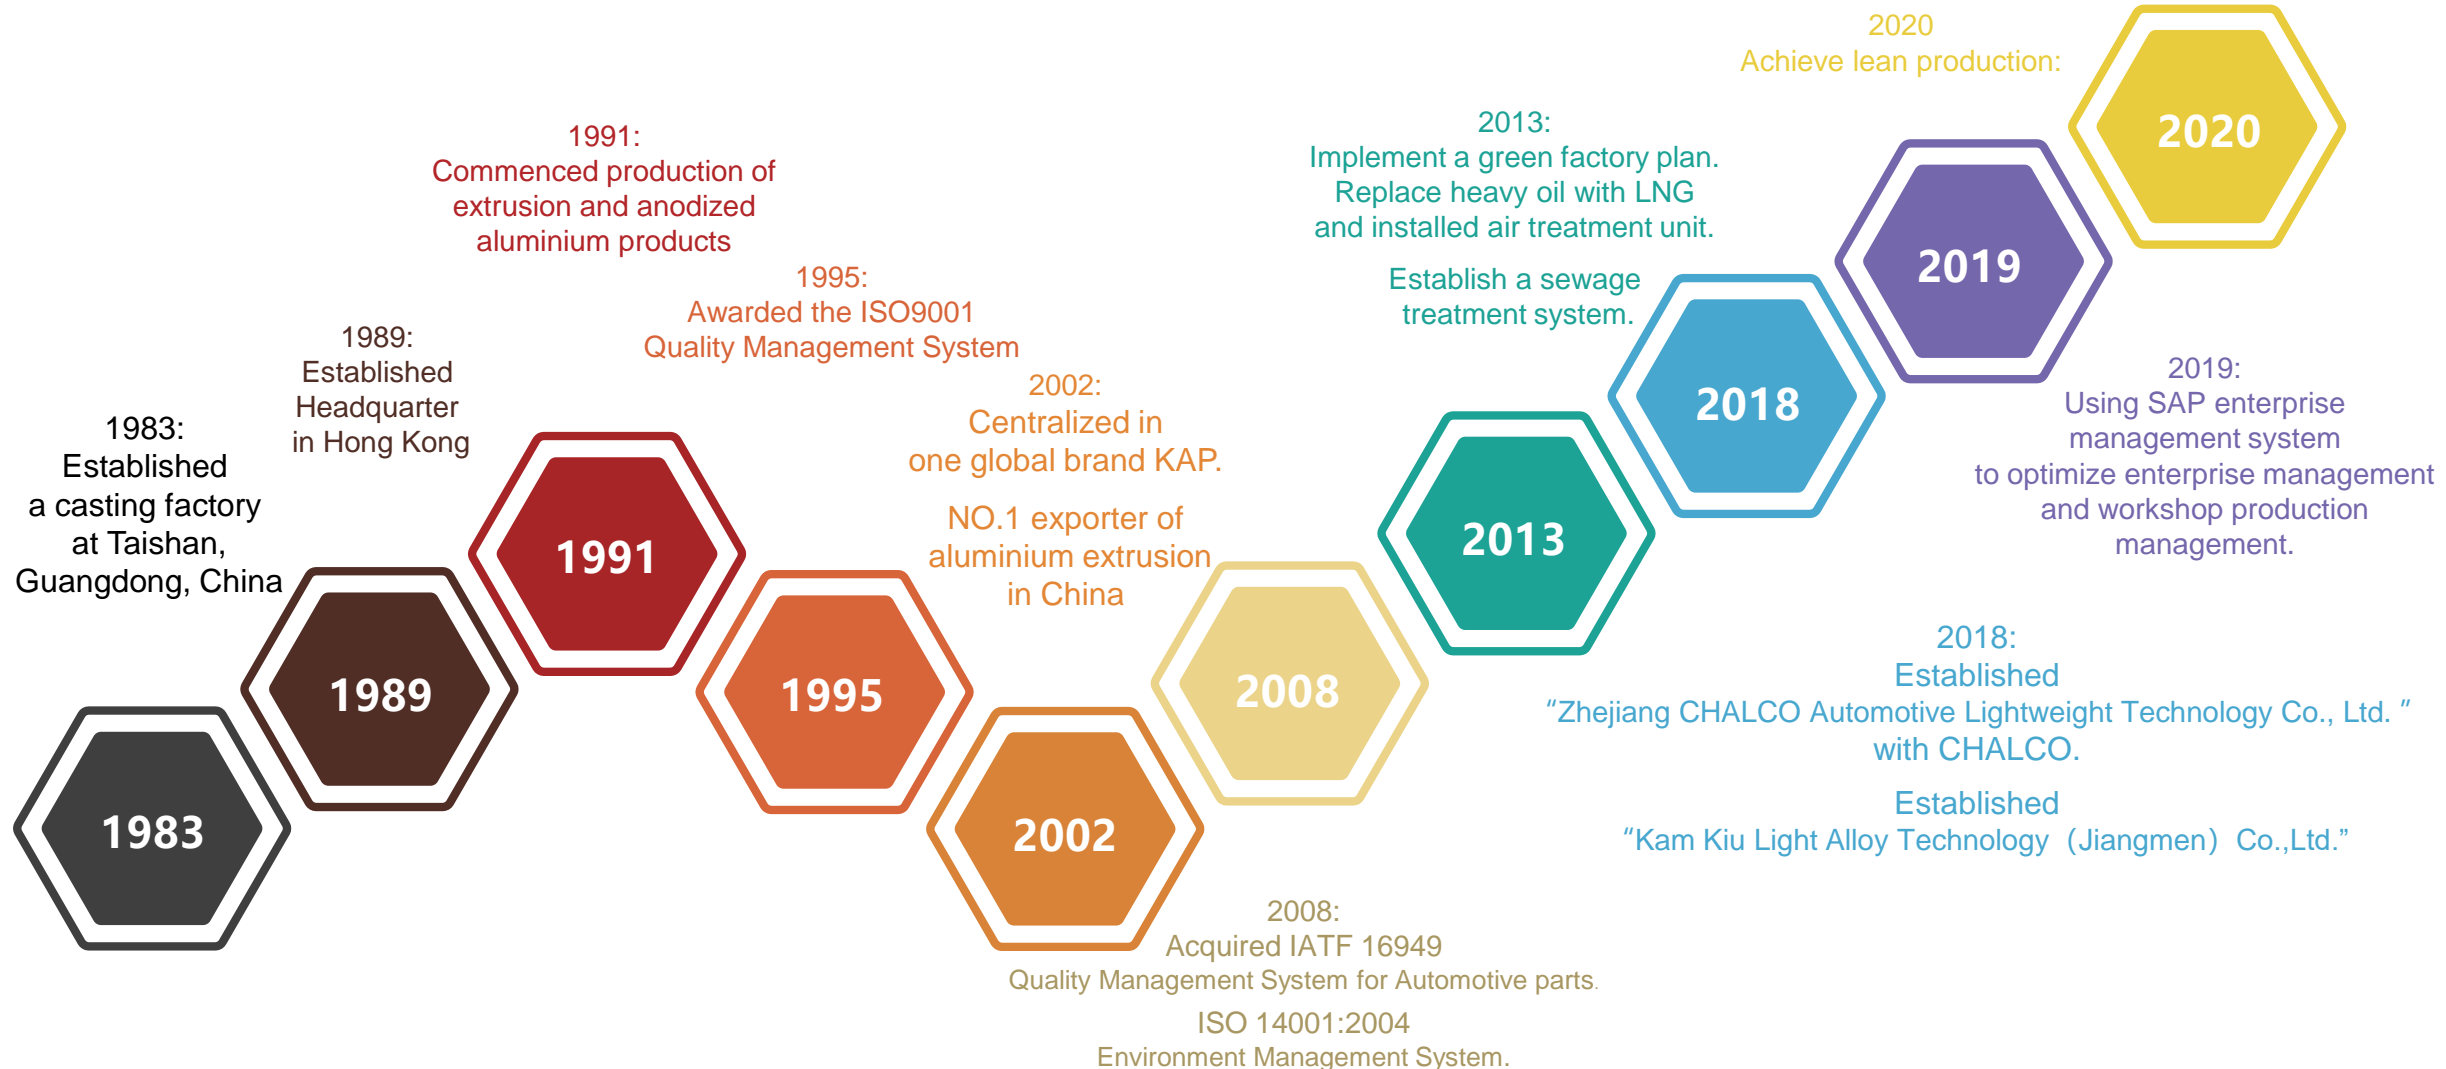 1983:
Established
a casting factory
at Taishan,
Guangdong, China
1983
1989:
Established
Headquarter
in Hong Kong
1989
1991:
Commenced production of
extrusion and anodized
aluminium products
1991
1995:
Awarded the ISO9001
Quality Management System
1995
2002:
Centralized in
one global brand KAP.
NO.1 exporter of
aluminium extrusion
in China
2002
2008
2008:
Acquired IATF 16949
Quality Management System for Automotive parts.
ISO 14001:2004
Environment Management System.
2013:
Implement a green factory plan.
Replace heavy oil with LNG
and installed air treatment unit.
Establish a sewage
treatment system.
2013
2018
2018:
Established
“Zhejiang CHALCO Automotive Lightweight Technology Co., Ltd. ”
with CHALCO.
Established
“Kam Kiu Light Alloy Technology（Jiangmen）Co.,Ltd.”
2019
2019:
Using SAP enterprise
management system
to optimize enterprise management
and workshop production
management.
2020
Achieve lean production:
2020